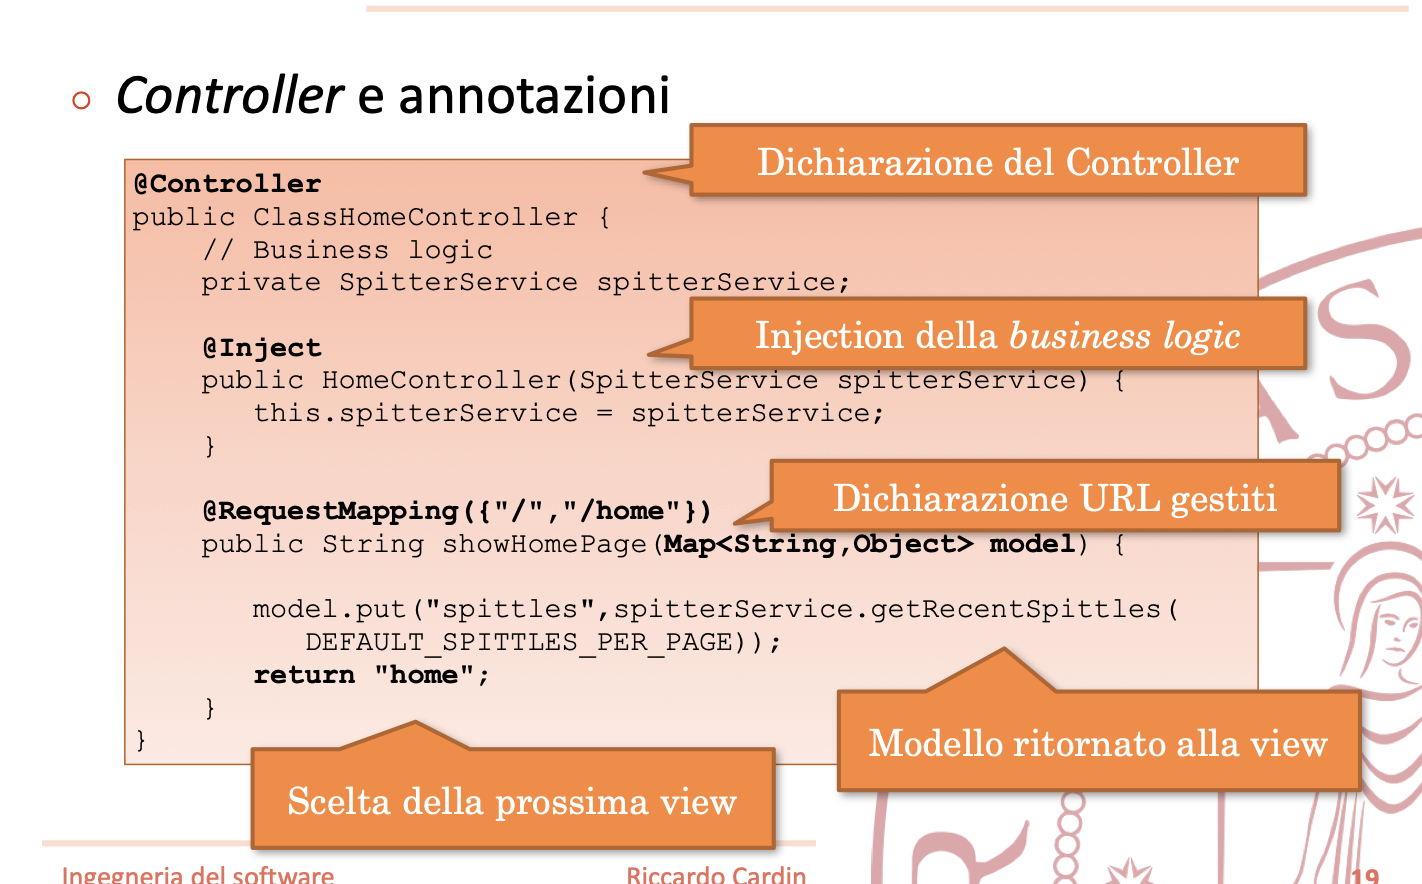 Controller e annotazioni
Dichiarazione del Controller
@Controller
public ClassHomeController {
// Business logic
private SpitterService spitterService;
Injection della business logic
@Inject
public HomeController(SpitterService spitterService) {
this.spitterService = spitterService;
}
Dichiarazione URL gestiti
@RequestMapping({"/","/home"})
public String showHomePage(Map<String,Object> model) {
model.put("spittles",spitterService.getRecentSpittles(
DEFAULT_SPITTLES_PER_PAGE));
return "home";
}
}
Modello ritornato alla view
Scelta della prossima view
Ingegneria del software
Riccardo Cardin
19